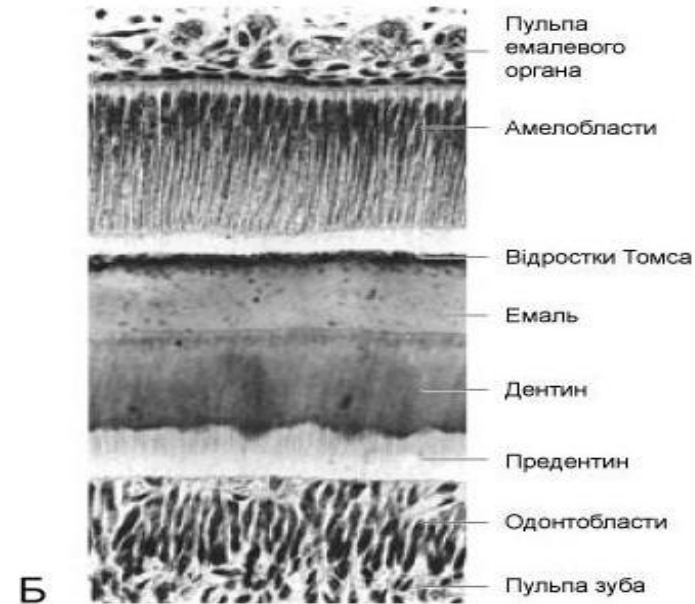 Пульпа
емалевого
органа
Амелобласти
Відростки Томса
Емаль
Дентин
Предентин
Одонтобласти
Пульпа зуба
Б